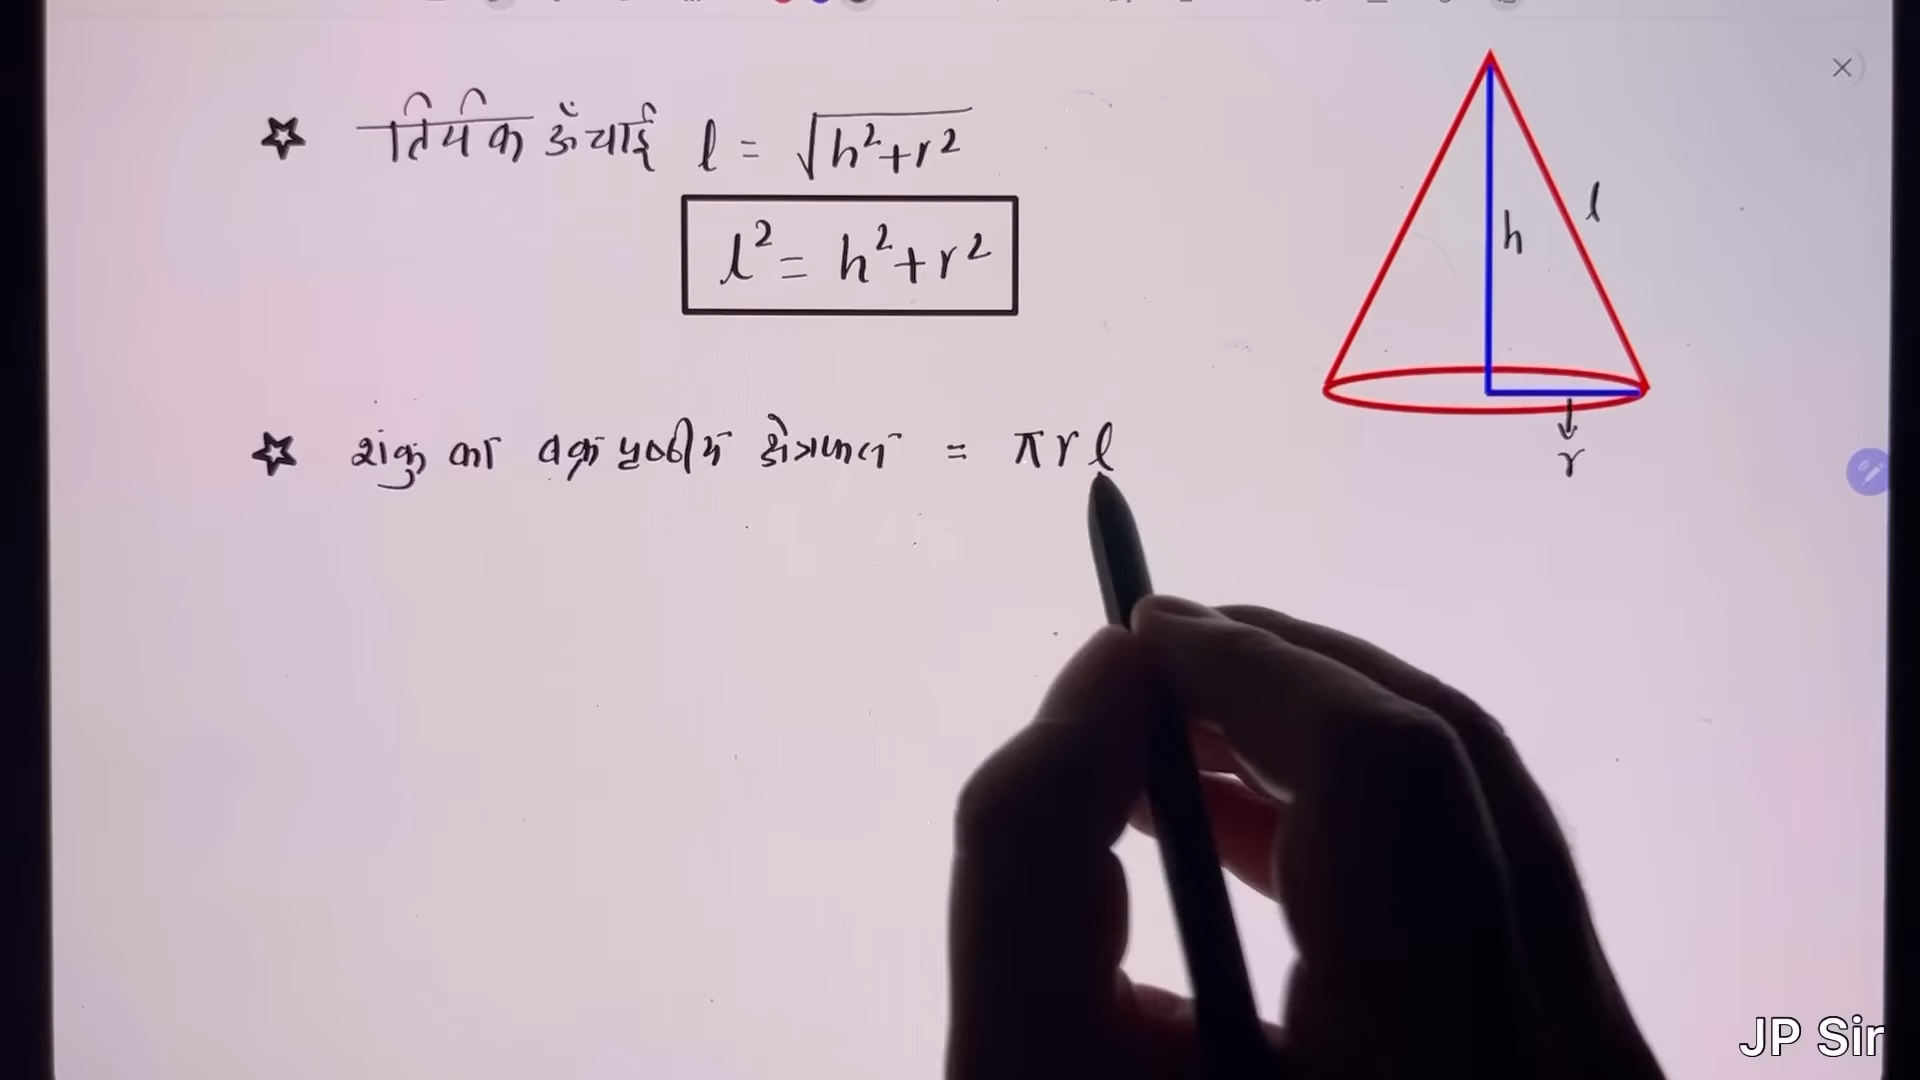 तिर्यक ऊँचाई l = √h²+r²
l² = h²+r²
शंकु का वक्र पृष्ठीय क्षेत्रफल = πrl
h
l
r
JP Sir